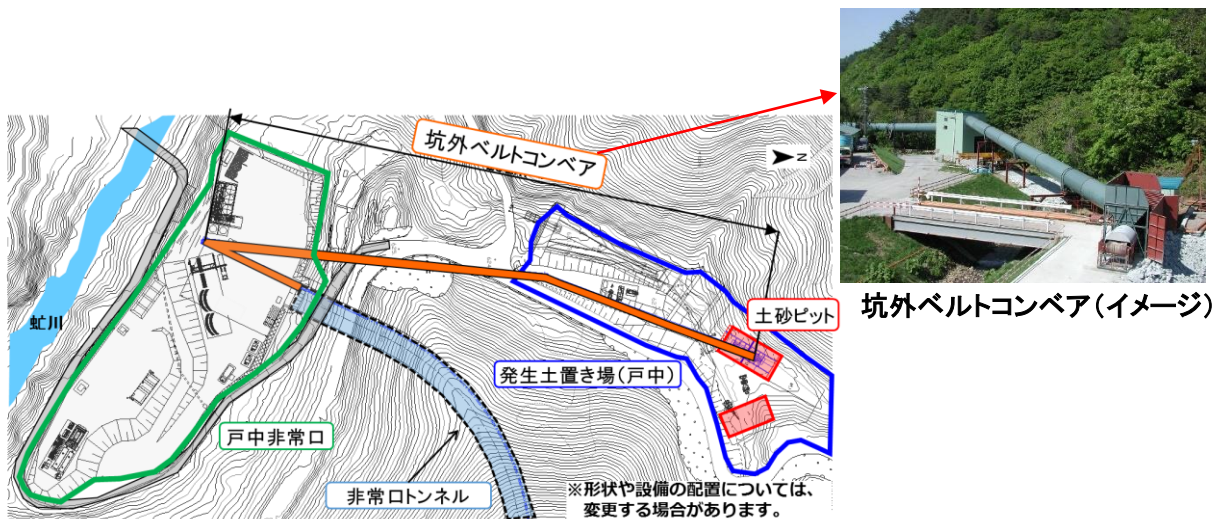 坑外ベルトコンベア
N
土砂ピット
虻川
発生土置き場(戸中)
戸中非常口
非常口トンネル
※形状や設備の配置については、
変更する場合があります。
坑外ベルトコンベア(イメージ)